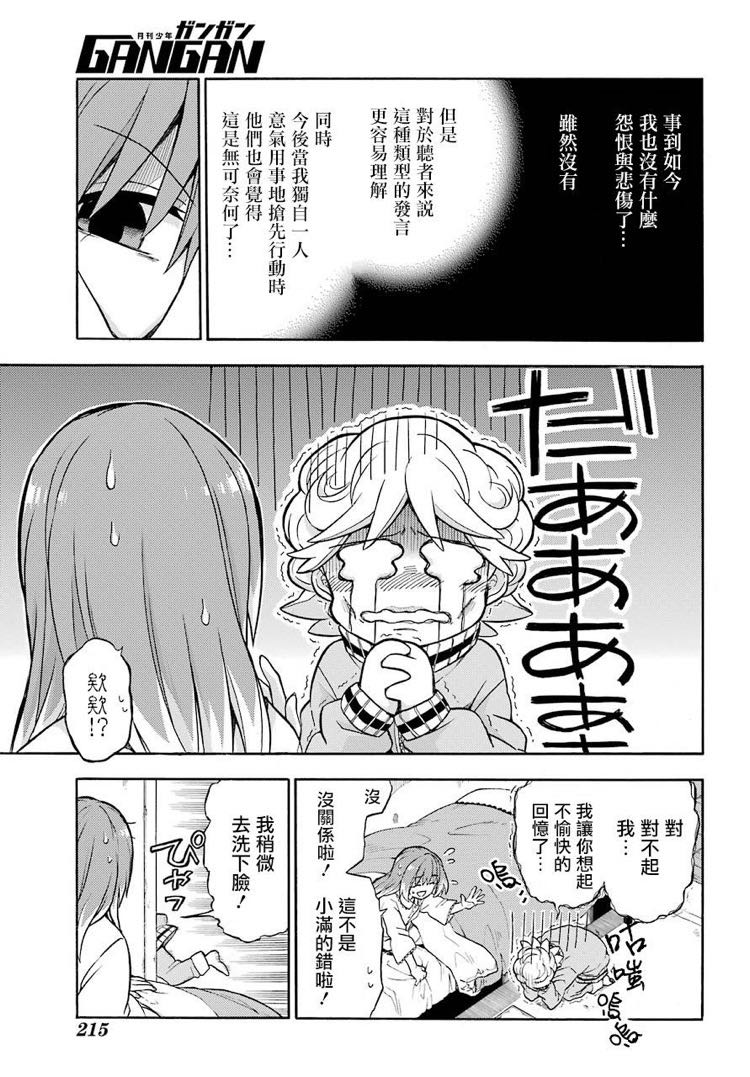 月刊少年
ガンガン
GANGAN
事到如今
我也沒有什麼
怨恨與悲傷了…
雖然沒有
但是
對於聽者來說
這種類型的發言
更容易理解
同時
今後當我獨自一人
意氣用事地搶先行動時
他們也會覺得
這是無可奈何了…
だぁあああ
欸欸!?
對
對不起
我…
我讓你想起
不愉快的
回憶了…
嗚…
咕嗤
嗚嗚
沒
沒關係啦!
這不是
小滿的錯啦!
我稍微
去洗下臉!
ぴゃっ
215